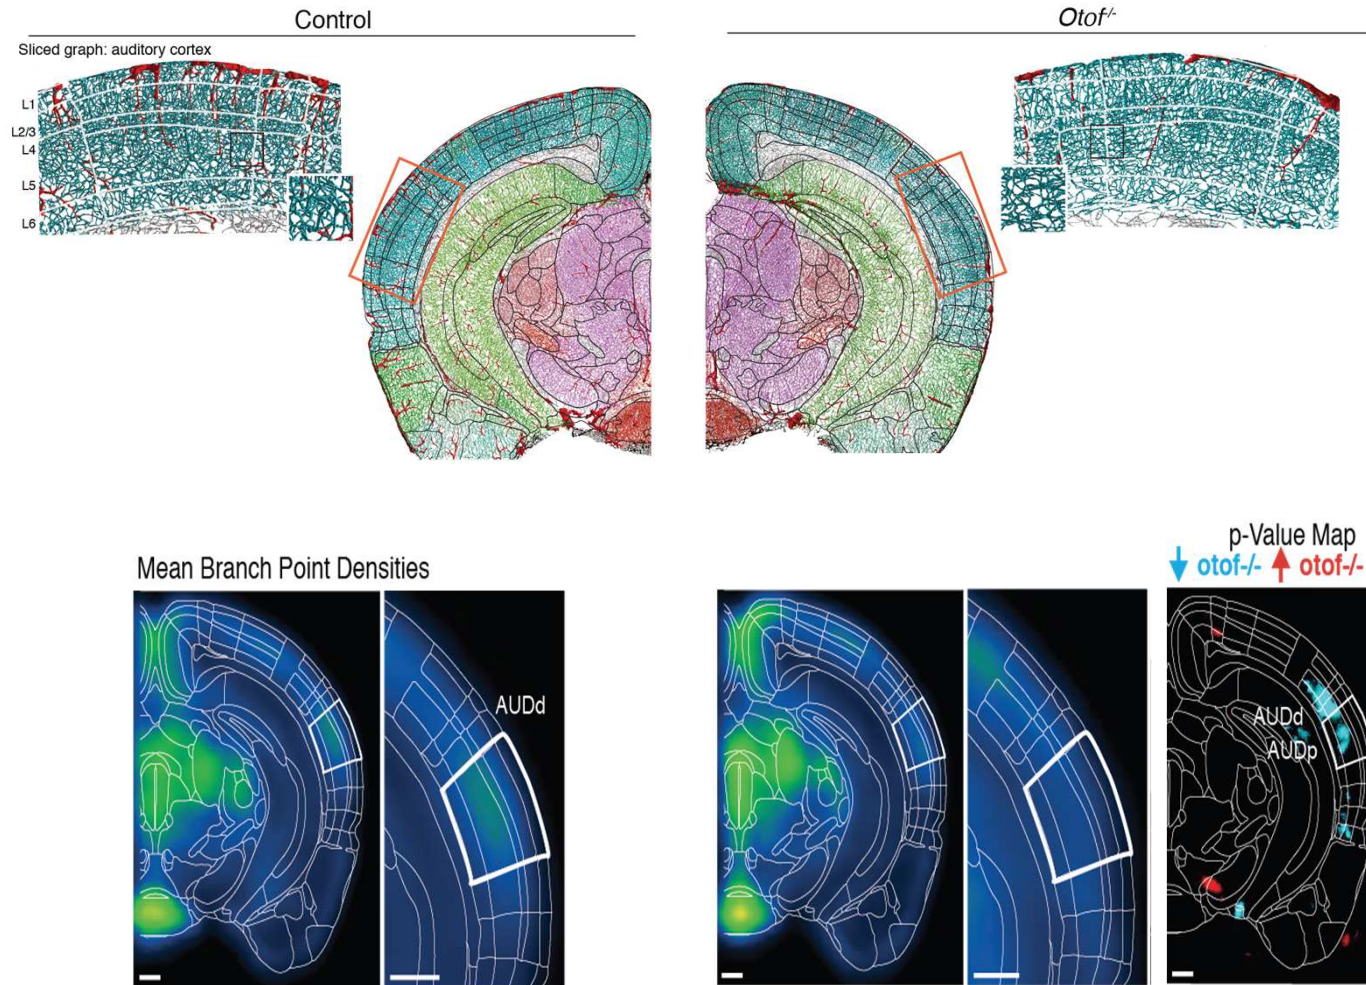 Control
Otof-/-
Sliced graph: auditory cortex
L1
L2/3
L4
L5
L6
p-Value Map
otof-/- otof-/-
Mean Branch Point Densities
AUDd
AUDd
AUDp